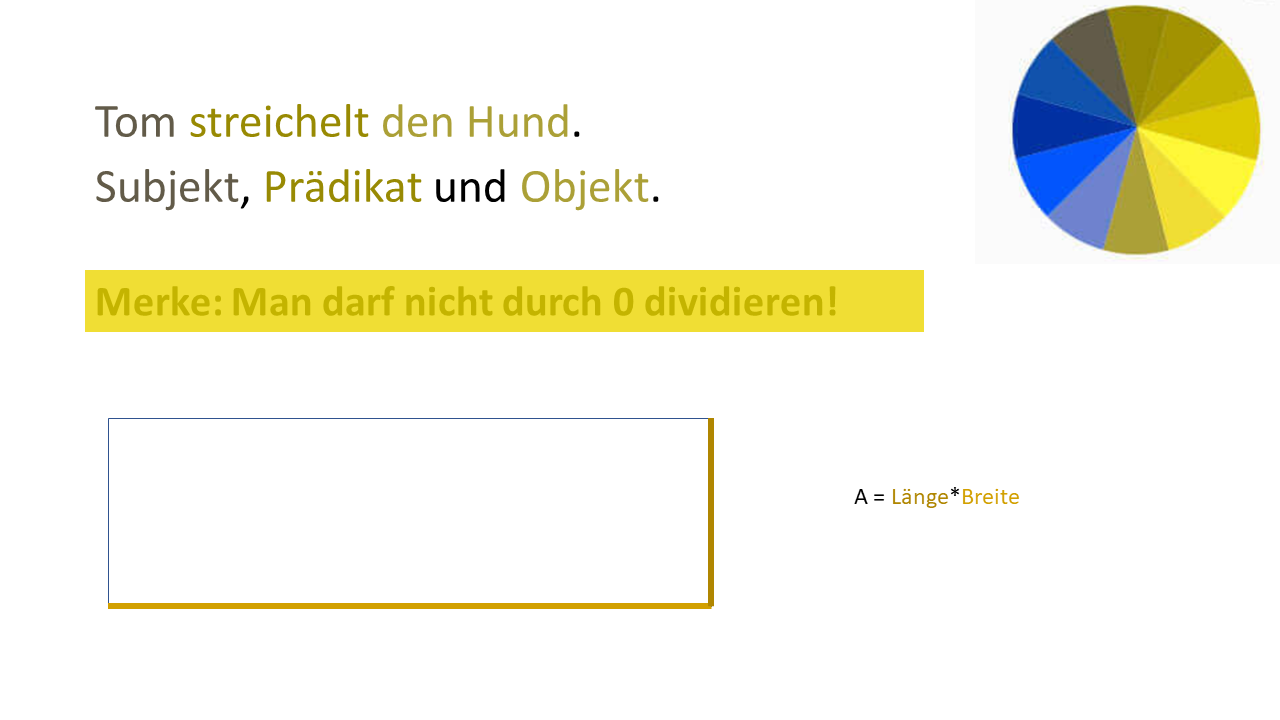 Tom streichelt den Hund.
Subjekt, Prädikat und Objekt.
Merke: Man darf nicht durch 0 dividieren!
A = Länge*Breite